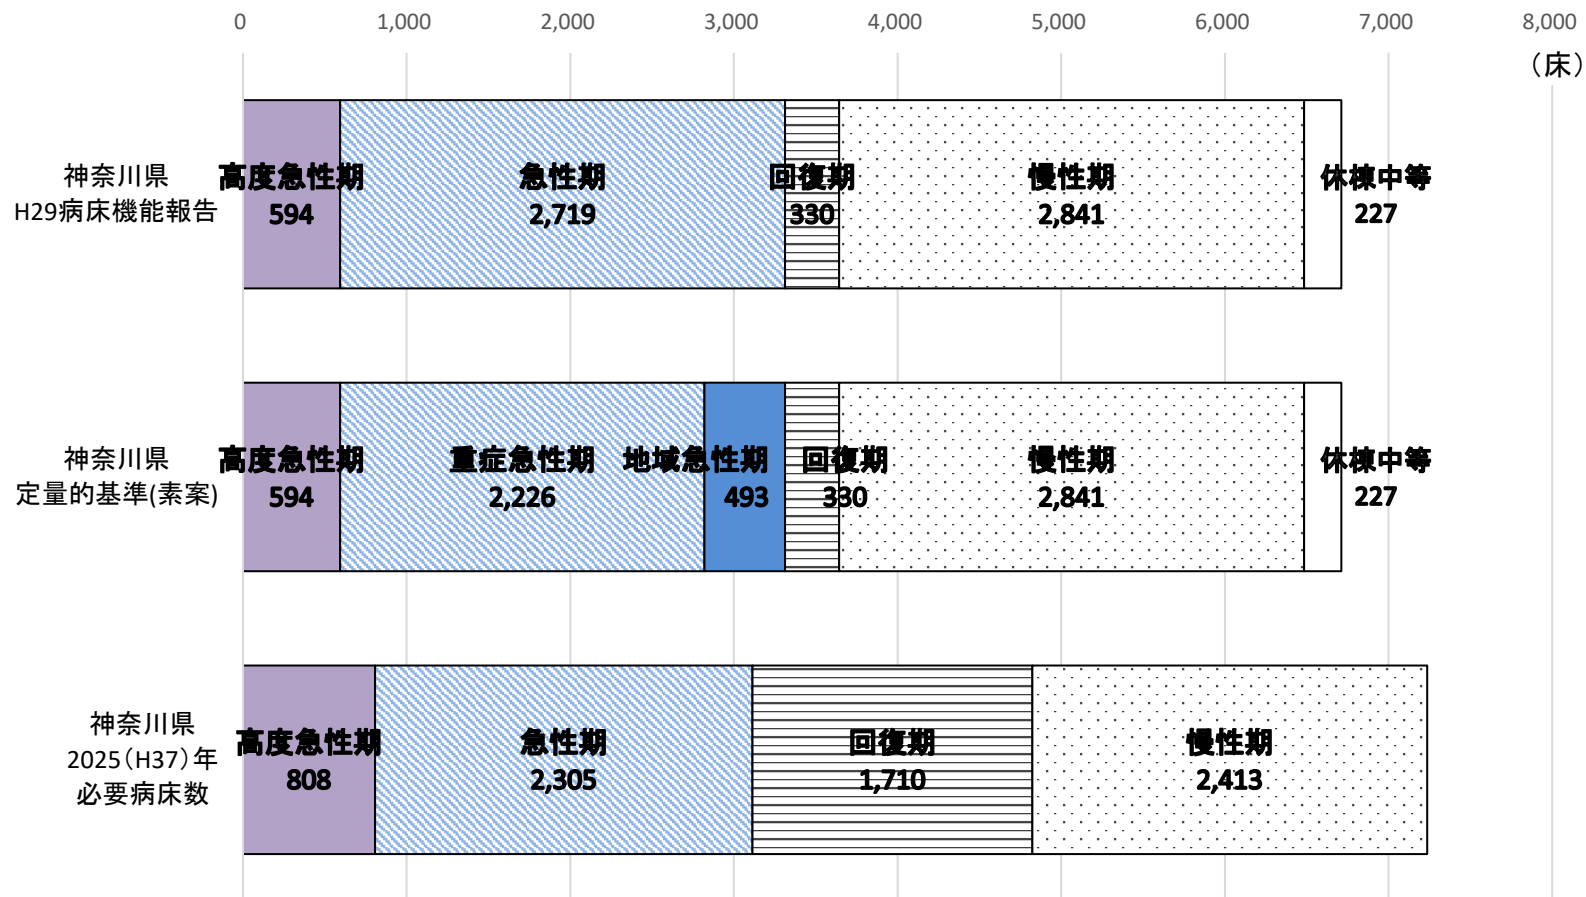 0 1,000 2,000 3,000 4,000 5,000 6,000 7,000 8,000
（床）
神奈川県
H29病床機能報告
高度急性期
594
急性期
2,719
回復期
330
慢性期
2,841
休棟中等
227
神奈川県
定量的基準(素案)
高度急性期
594
重症急性期
2,226
地域急性期
493
回復期
330
慢性期
2,841
休棟中等
227
神奈川県
2025（H37）年
必要病床数
高度急性期
808
急性期
2,305
回復期
1,710
慢性期
2,413